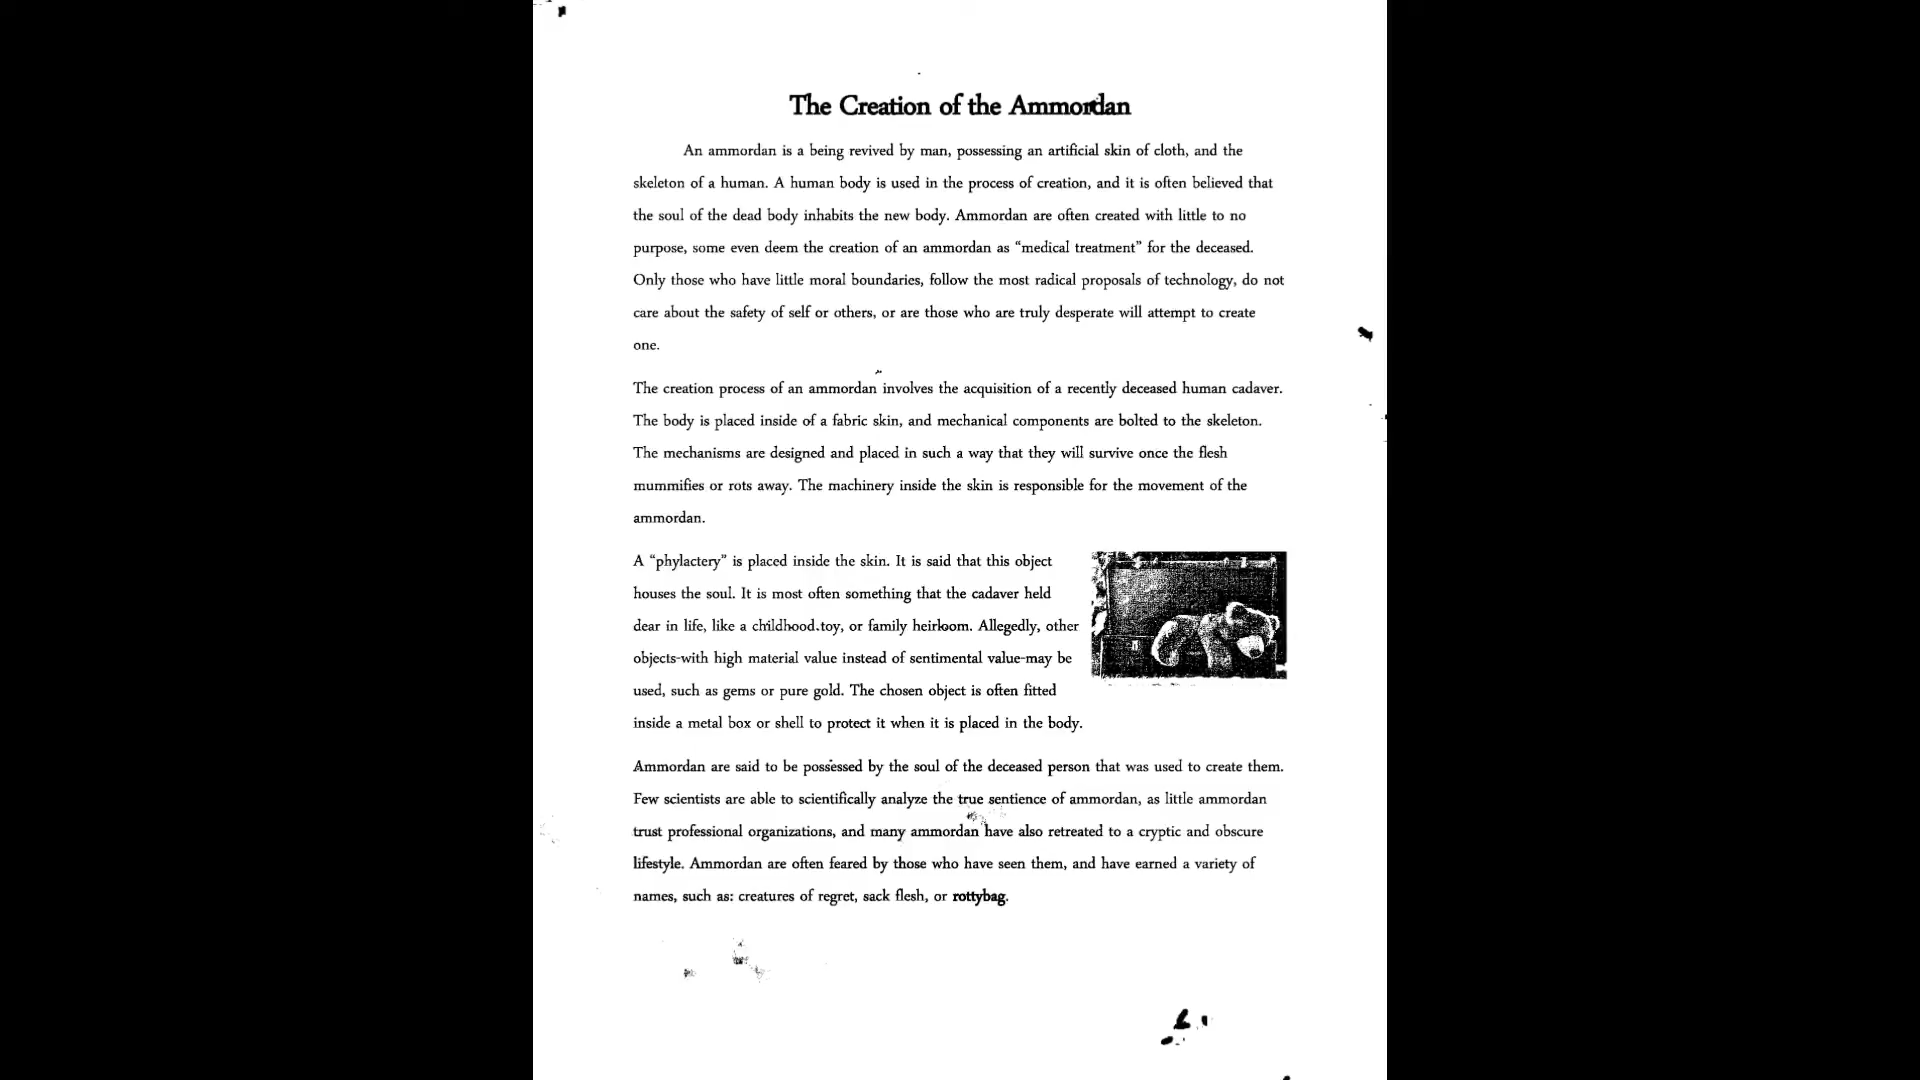 The Creation of the Ammordan
An ammordan is a being revived by man, possessing an artificial skin of cloth, and the
skeleton of a human. A human body is used in the process of creation, and it is often believed that
the soul of the dead body inhabits the new body. Ammordan are often created with little to no
purpose, some even deem the creation of an ammordan as “medical treatment” for the deceased.
Only those who have little moral boundaries, follow the most radical proposals of technology, do not
care about the safety of self or others, or are those who are truly desperate will attempt to create
one.
The creation process of an ammordan involves the acquisition of a recently deceased human cadaver.
The body is placed inside of a fabric skin, and mechanical components are bolted to the skeleton.
The mechanisms are designed and placed in such a way that they will survive once the flesh
mummifies or rots away. The machinery inside the skin is responsible for the movement of the
ammordan.
A “phylactery” is placed inside the skin. It is said that this object
houses the soul. It is most often something that the cadaver held
dear in life, like a childhood toy, or family heirloom. Allegedly, other
objects-with high material value instead of sentimental value-may be
used, such as gems or pure gold. The chosen object is often fitted
inside a metal box or shell to protect it when it is placed in the body.
Ammordan are said to be possessed by the soul of the deceased person that was used to create them.
Few scientists are able to scientifically analyze the true sentience of ammordan, as little ammordan
trust professional organizations, and many ammordan have also retreated to a cryptic and obscure
lifestyle. Ammordan are often feared by those who have seen them, and have earned a variety of
names, such as: creatures of regret, sack flesh, or rottybag.